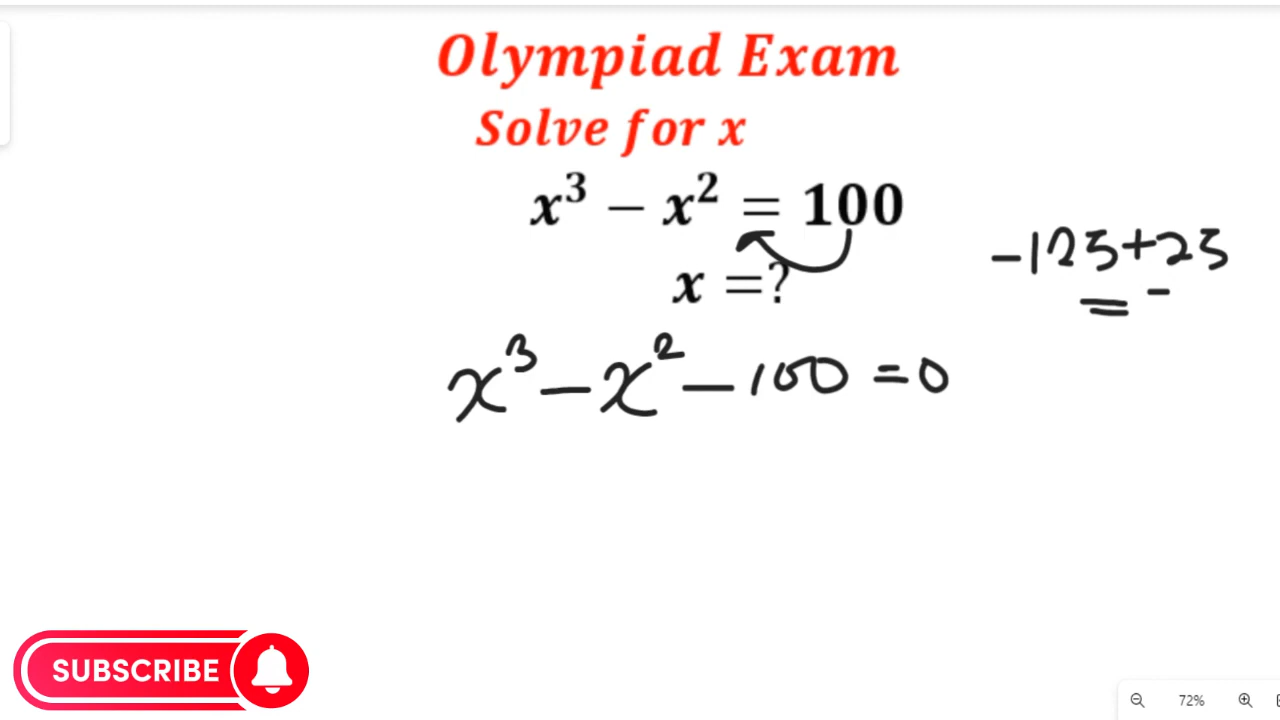 Olympiad Exam
Solve for x
x³ − x² = 100
x =?
−125+25
= -
x³ − x² − 100 = 0
SUBSCRIBE
72%